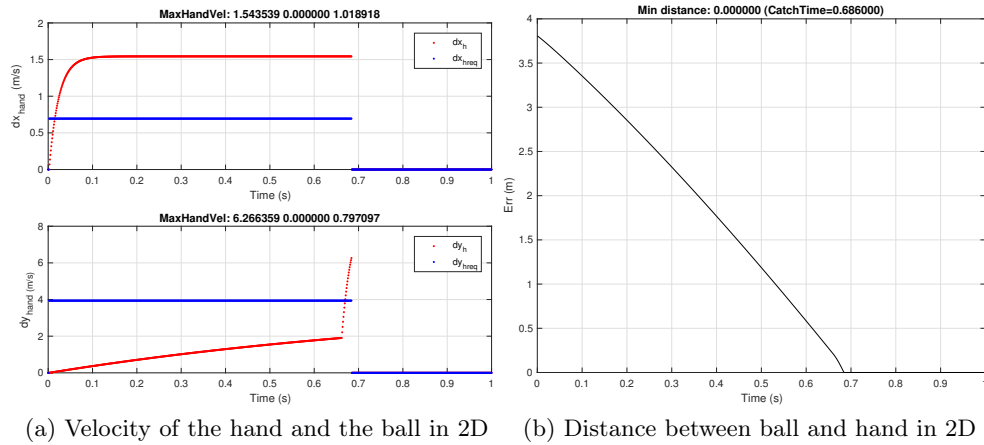 MaxHandVel: 1.543539 0.000000 1.018918
2
1.5
1
0.5
0
dx_hand (m/s)
dx_h
dx_hreq
0 0.1 0.2 0.3 0.4 0.5 0.6 0.7 0.8 0.9 1
Time (s)
MaxHandVel: 6.266359 0.000000 0.797097
8
6
4
2
0
dy_hand (m/s)
dy_h
dy_hreq
0 0.1 0.2 0.3 0.4 0.5 0.6 0.7 0.8 0.9 1
Time (s)
(a) Velocity of the hand and the ball in 2D
Min distance: 0.000000 (CatchTime=0.686000)
4
3.5
3
2.5
2
1.5
1
0.5
0
Err (m)
0 0.1 0.2 0.3 0.4 0.5 0.6 0.7 0.8 0.9 1
Time (s)
(b) Distance between ball and hand in 2D